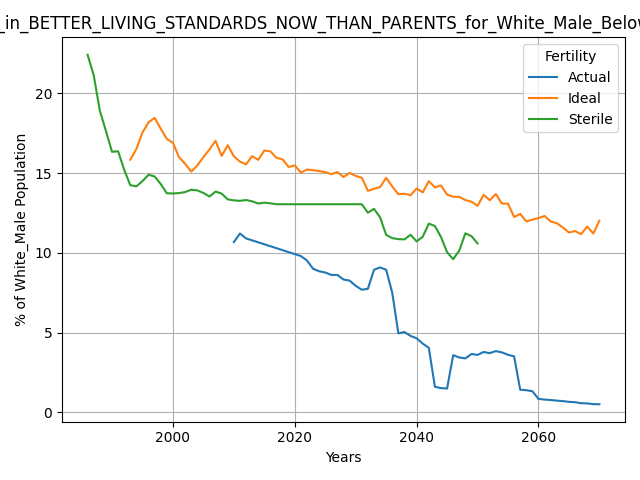 _in_BETTER_LIVING_STANDARDS_NOW_THAN_PARENTS_for_White_Male_Below
% of White_Male Population
20
15
10
5
0
2000 2020 2040 2060
Years
Fertility
Actual
Ideal
Sterile